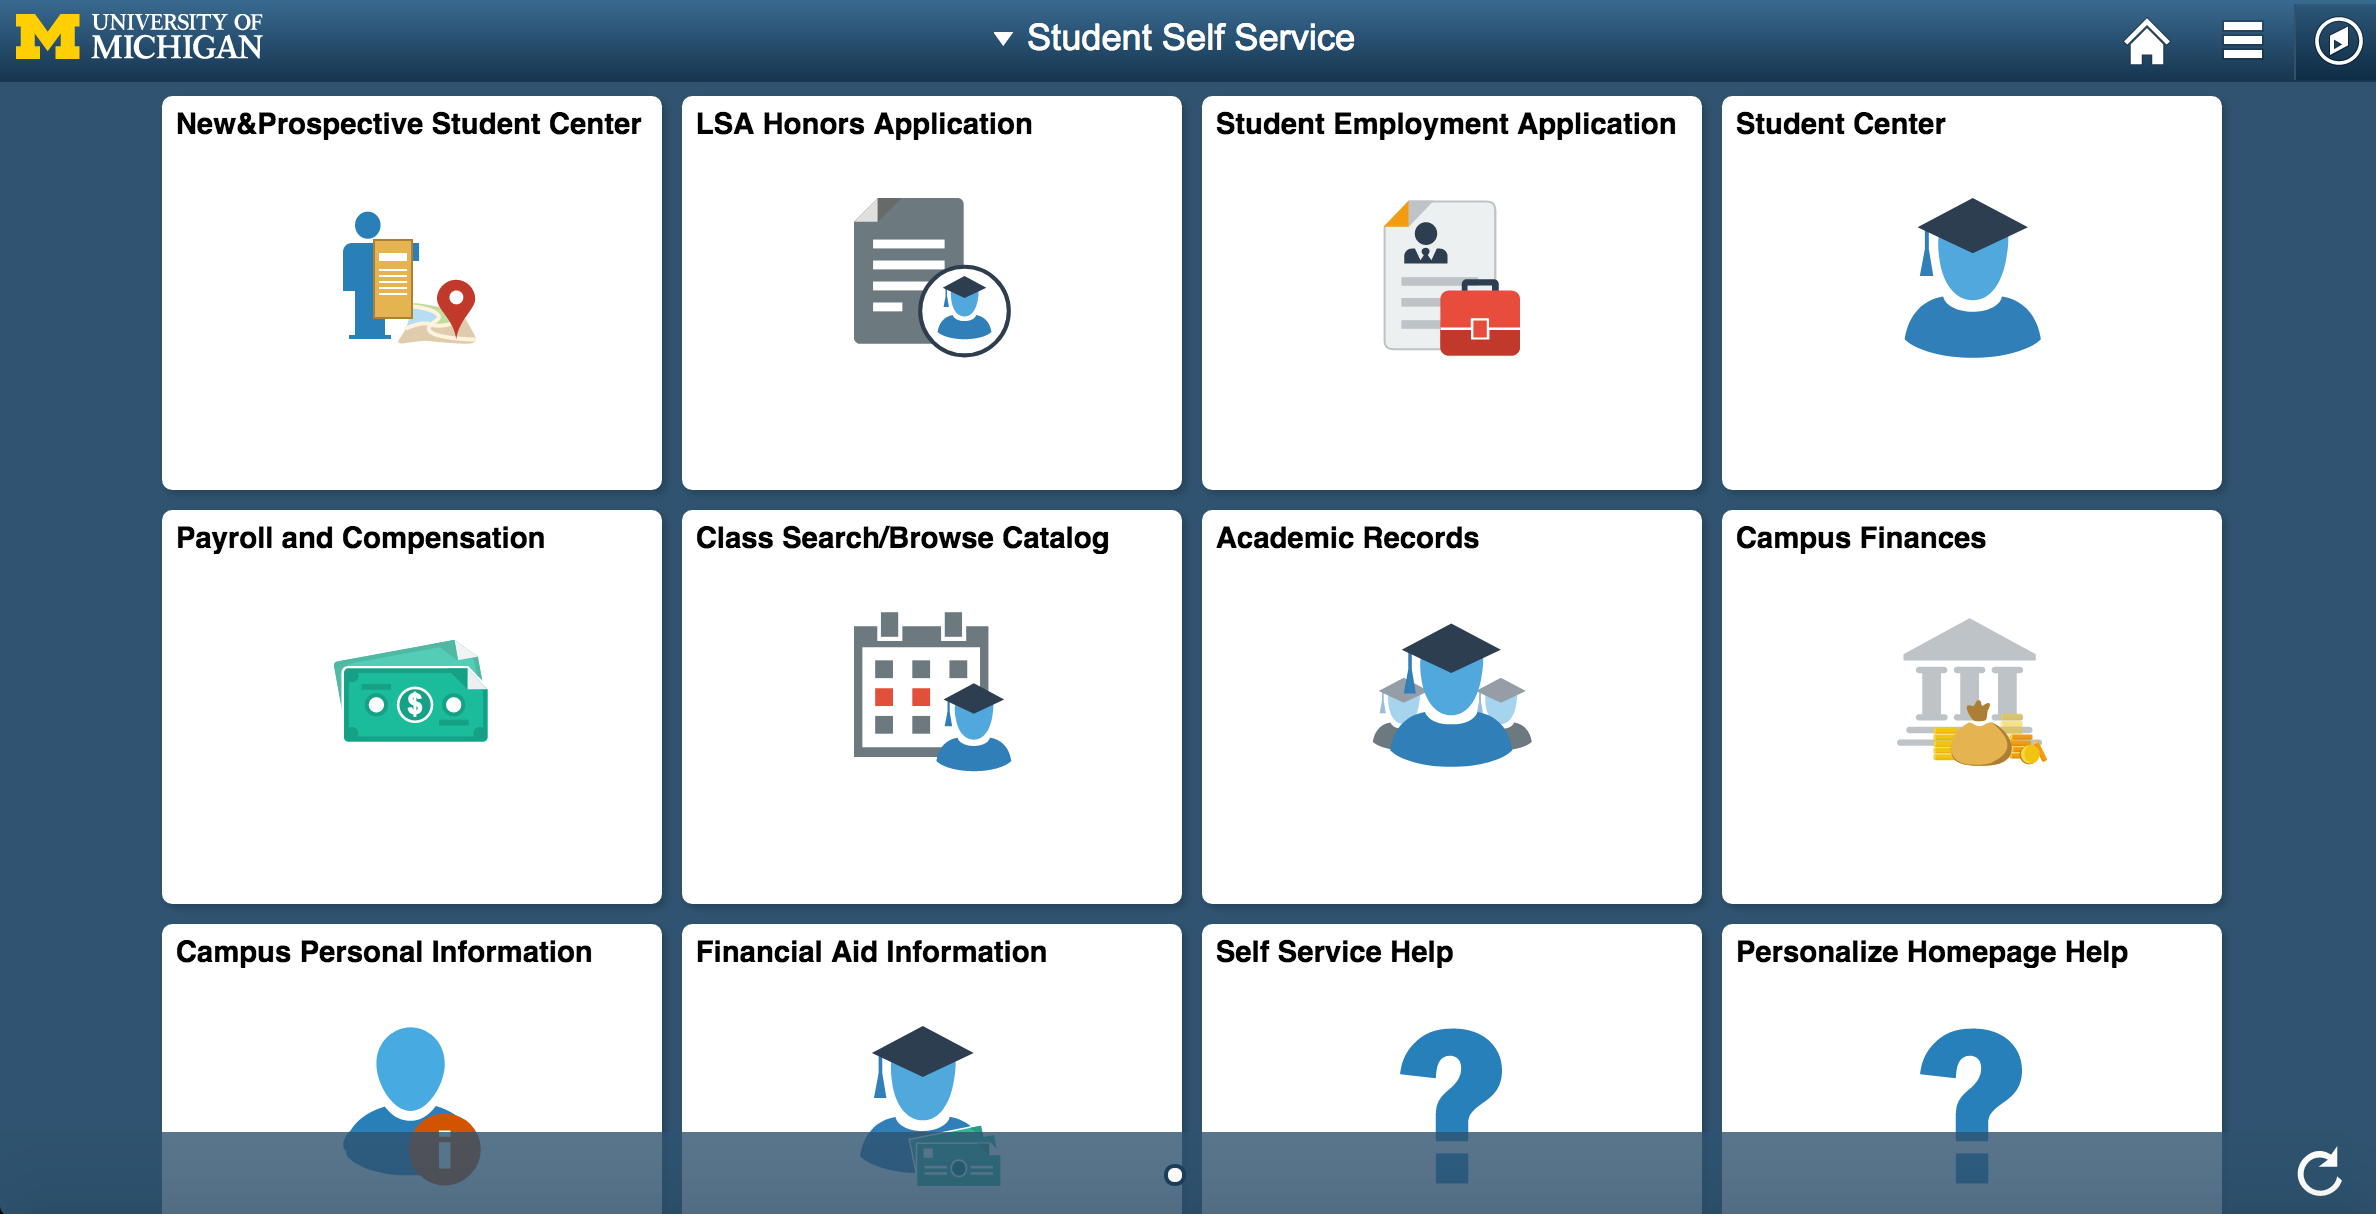 UNIVERSITY OF
MICHIGAN
Student Self Service
New&Prospective Student Center
LSA Honors Application
Student Employment Application
Student Center
Payroll and Compensation
Class Search/Browse Catalog
Academic Records
Campus Finances
Campus Personal Information
Financial Aid Information
Self Service Help
Personalize Homepage Help